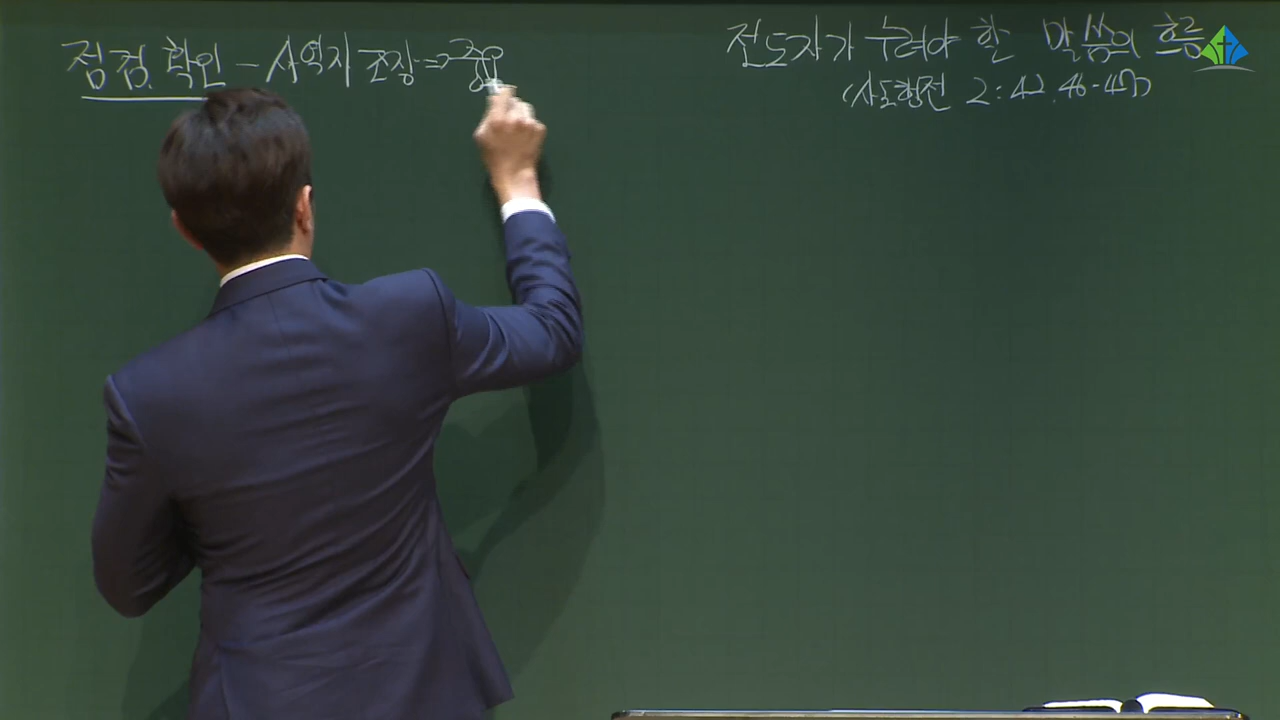 점검, 확인 - 사역자 조장 ⇒
전도자가 누려야 할 말씀의 흐름
(사도행전 2:42, 46-47)